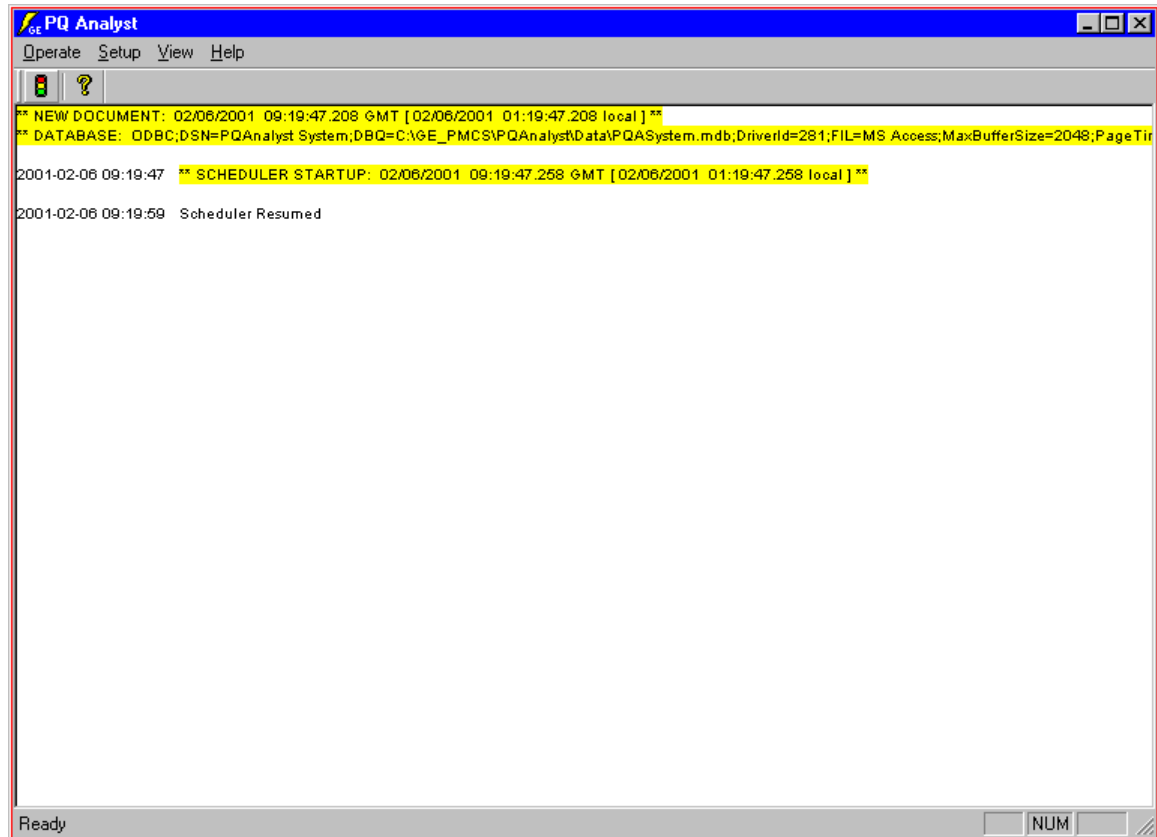 GE PQ Analyst
Operate Setup View Help
** NEW DOCUMENT: 02/06/2001 09:19:47.208 GMT [ 02/06/2001 01:19:47.208 local ] **
** DATABASE: ODBC;DSN=PQAnalyst System;DBQ=C:\GE_PMCS\PQAnalyst\Data\PQASystem.mdb;DriverId=281;FIL=MS Access;MaxBufferSize=2048;PageTir
2001-02-06 09:19:47 ** SCHEDULER STARTUP: 02/06/2001 09:19:47.258 GMT [ 02/06/2001 01:19:47.258 local ] **
2001-02-06 09:19:59 Scheduler Resumed
Ready NUM